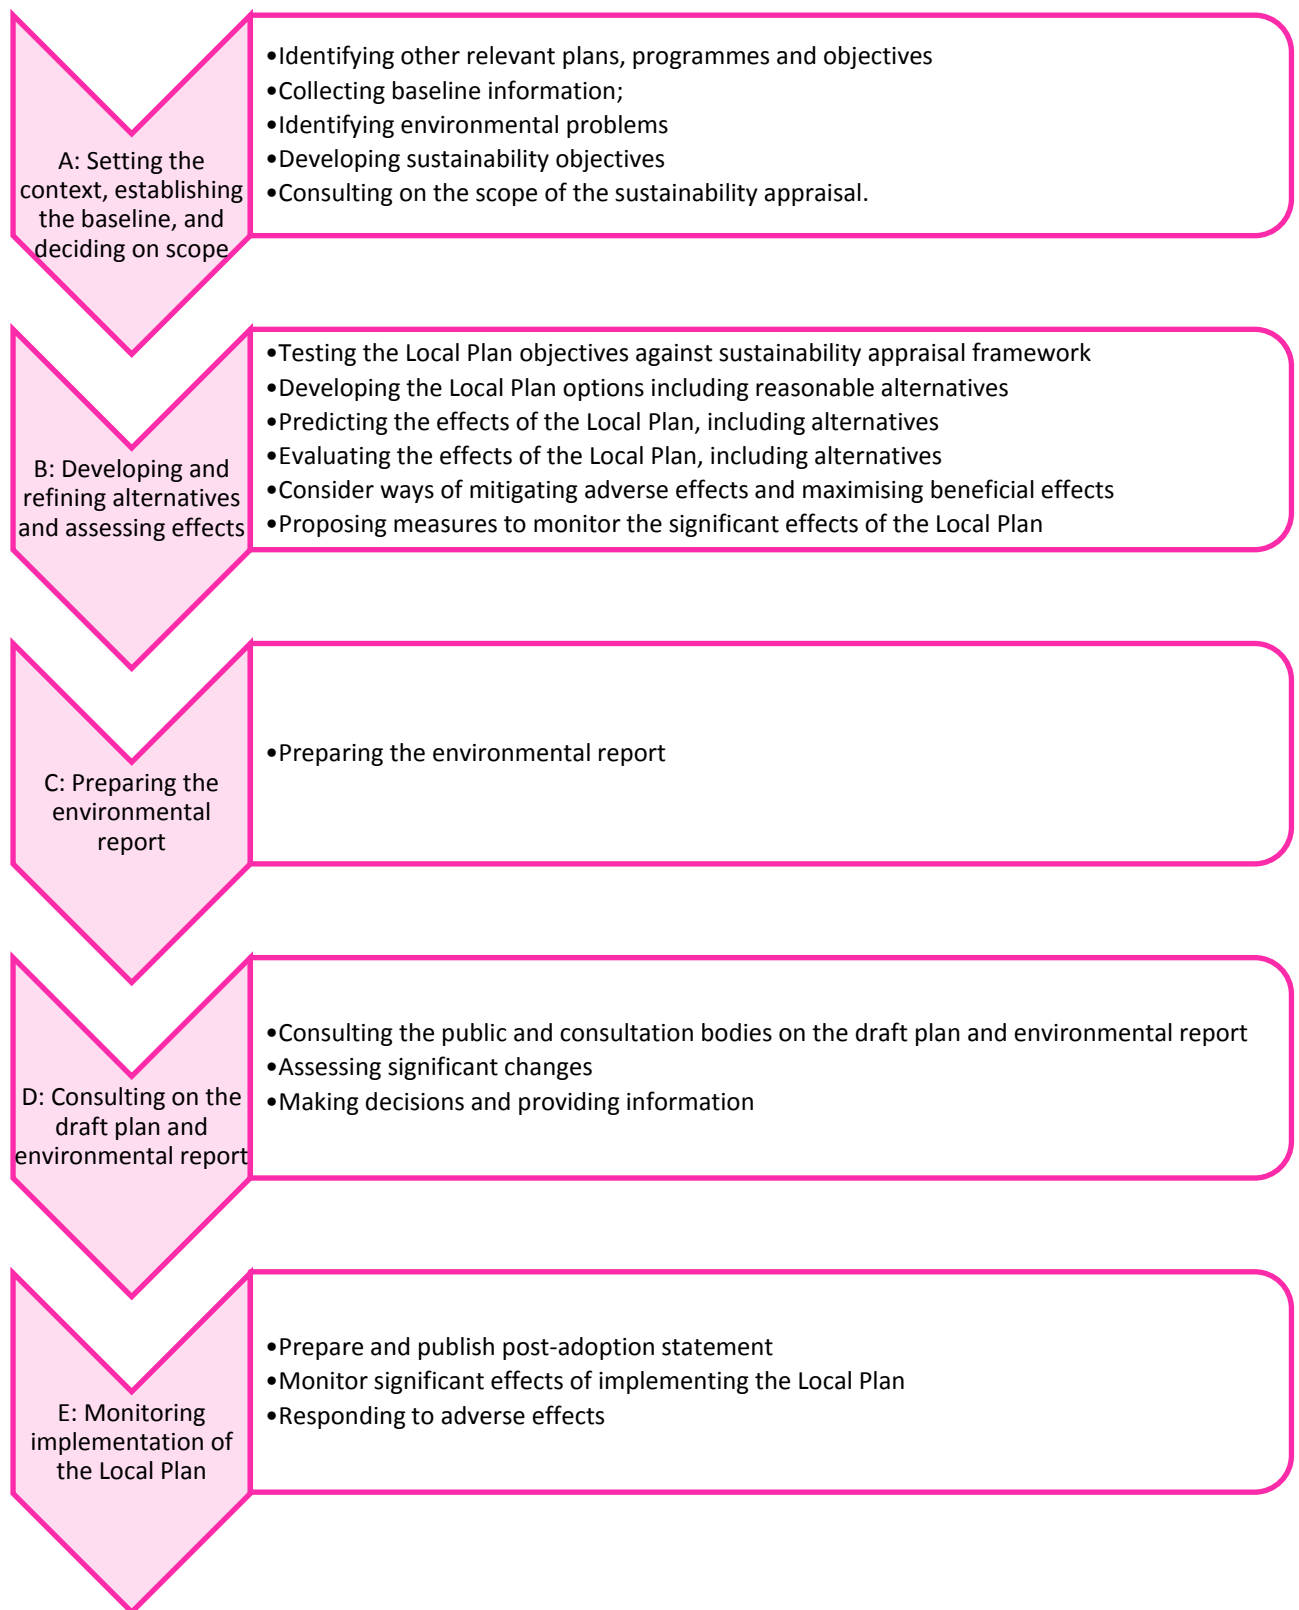 A: Setting the
context, establishing
the baseline, and
deciding on scope
•Identifying other relevant plans, programmes and objectives
•Collecting baseline information;
•Identifying environmental problems
•Developing sustainability objectives
•Consulting on the scope of the sustainability appraisal.
B: Developing and
refining alternatives
and assessing effects
•Testing the Local Plan objectives against sustainability appraisal framework
•Developing the Local Plan options including reasonable alternatives
•Predicting the effects of the Local Plan, including alternatives
•Evaluating the effects of the Local Plan, including alternatives
•Consider ways of mitigating adverse effects and maximising beneficial effects
•Proposing measures to monitor the significant effects of the Local Plan
C: Preparing the
environmental
report
•Preparing the environmental report
D: Consulting on the
draft plan and
environmental report
•Consulting the public and consultation bodies on the draft plan and environmental report
•Assessing significant changes
•Making decisions and providing information
E: Monitoring
implementation of
the Local Plan
•Prepare and publish post-adoption statement
•Monitor significant effects of implementing the Local Plan
•Responding to adverse effects